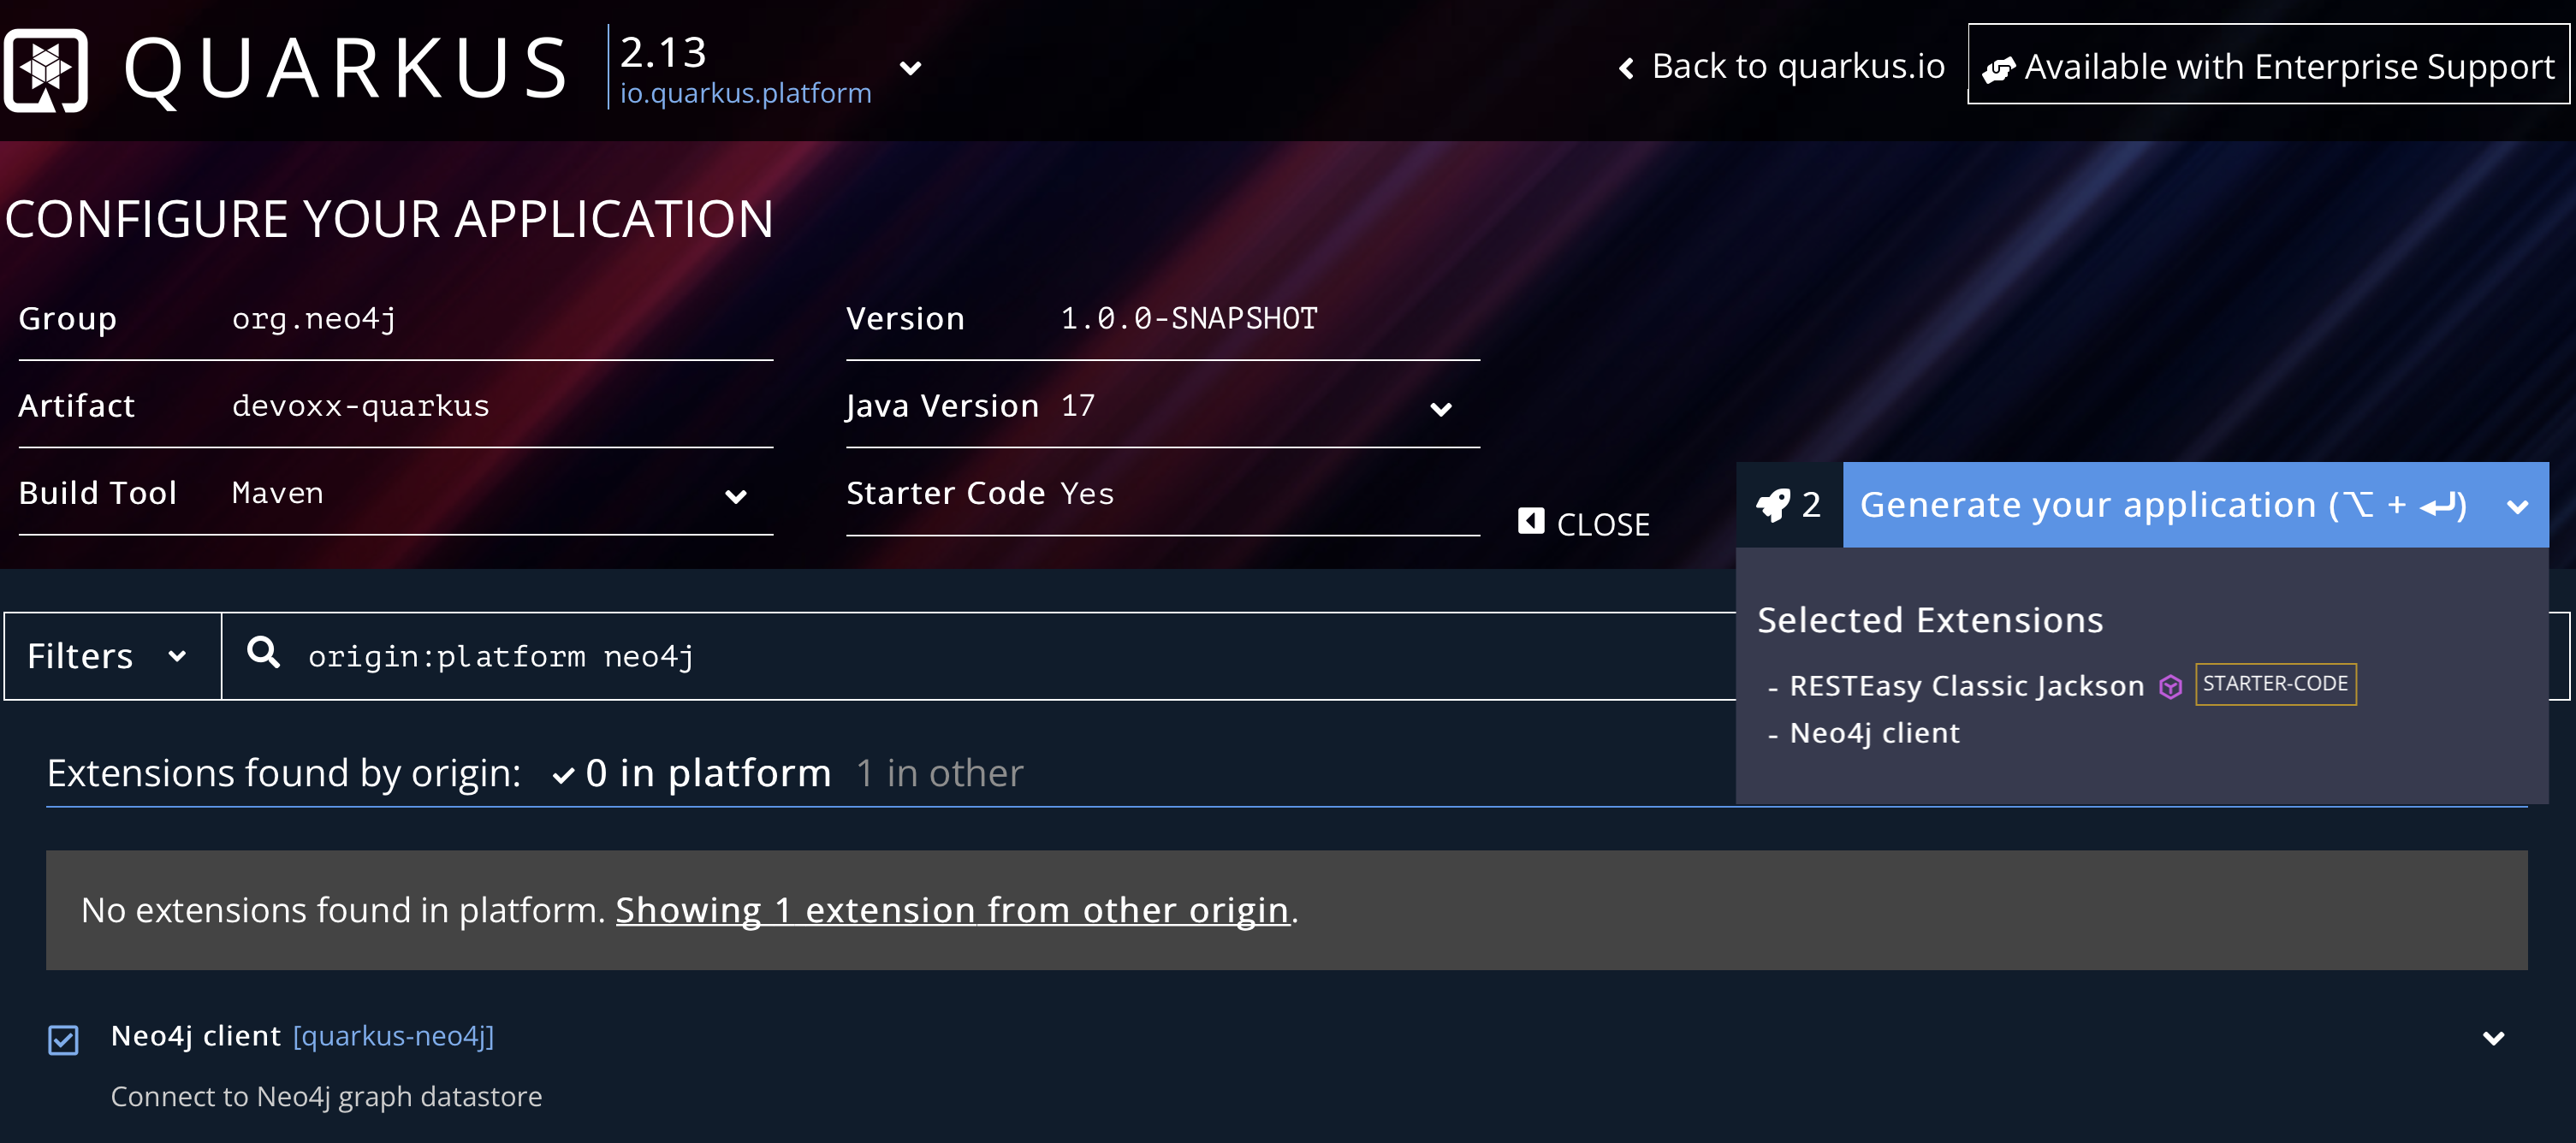 QUARKUS
2.13
io.quarkus.platform
Back to quarkus.io
Available with Enterprise Support
CONFIGURE YOUR APPLICATION
Group org.neo4j
Version 1.0.0-SNAPSHOT
Artifact devoxx-quarkus
Java Version 17
Build Tool Maven
Starter Code Yes
CLOSE
2 Generate your application (⌥ + ⏎)
Selected Extensions
- RESTEasy Classic Jackson STARTER-CODE
- Neo4j client
Filters origin:platform neo4j
Extensions found by origin: 0 in platform 1 in other
No extensions found in platform. Showing 1 extension from other origin.
Neo4j client [quarkus-neo4j]
Connect to Neo4j graph datastore